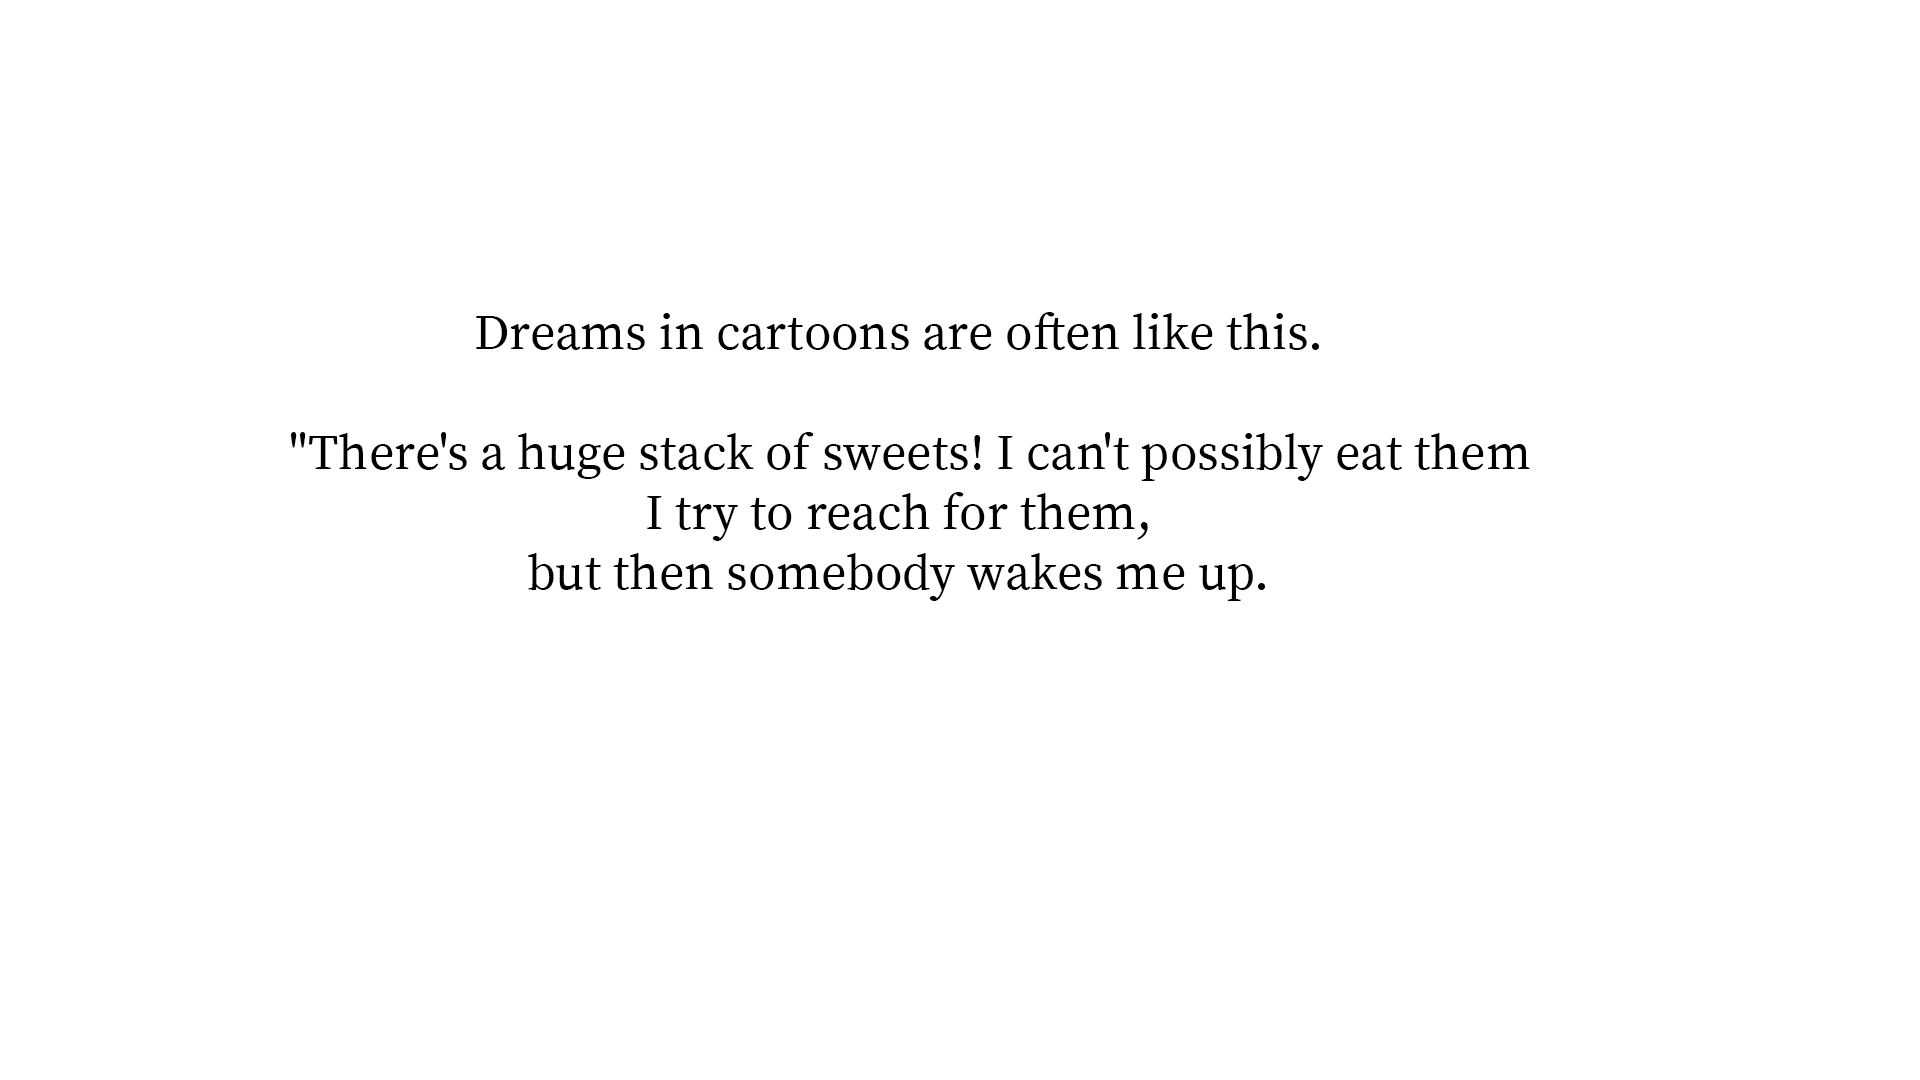 Dreams in cartoons are often like this.
"There's a huge stack of sweets! I can't possibly eat them
I try to reach for them,
but then somebody wakes me up.